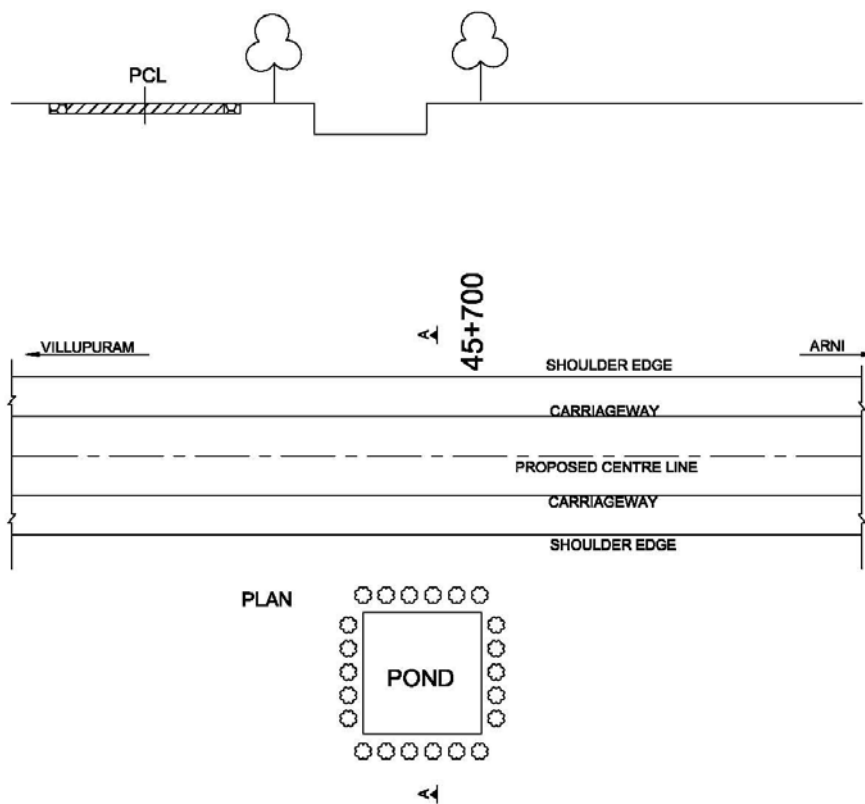 PCL
A
45+700
VILLUPURAM
ARNI
SHOULDER EDGE
CARRIAGEWAY
PROPOSED CENTRE LINE
CARRIAGEWAY
SHOULDER EDGE
PLAN
POND
A